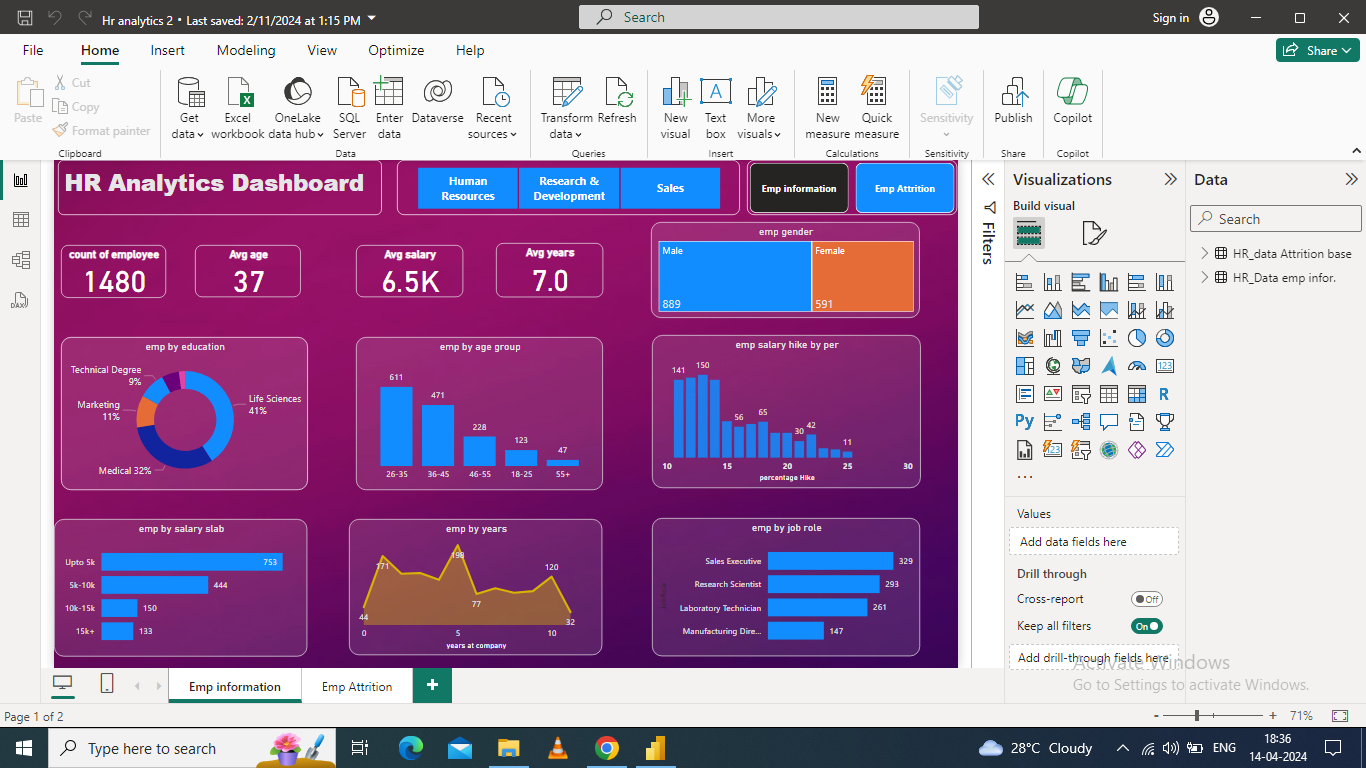 Hr analytics 2 • Last saved: 2/11/2024 at 1:15 PM
Search
Sign in
File
Home
Insert
Modeling
View
Optimize
Help
Share
Paste
Cut
Copy
Format painter
Get data
Excel workbook
OneLake data hub
SQL Server
Enter data
Dataverse
Recent sources
Transform data
Refresh
New visual
Text box
More visuals
New measure
Quick measure
Sensitivity
Publish
Copilot
Clipboard
Data
Queries
Insert
Calculations
Sensitivity
Share
Copilot
HR Analytics Dashboard
Human Resources
Research & Development
Sales
Emp information
Emp Attrition
count of employee
1480
Avg age
37
Avg salary
6.5K
Avg years
7.0
emp gender
Male
889
Female
591
emp by education
Technical Degree
9%
Marketing
11%
Medical 32%
Life Sciences
41%
emp by age group
611
471
228
123
47
26-35
36-45
46-55
18-25
55+
emp salary hike by per
141
150
56
65
30
42
11
10
15
20
25
30
percentage Hike
emp by salary slab
Upto 5k
753
5k-10k
444
10k-15k
150
15k+
133
emp by years
44
171
198
77
120
32
0
5
10
years at company
emp by job role
Sales Executive
329
Research Scientist
293
Laboratory Technician
261
Manufacturing Dire...
147
Filters
Visualizations
Build visual
123
R
Py
...
Values
Add data fields here
Drill through
Cross-report
Off
Keep all filters
On
Add drill-through fields here
Data
Search
HR_data Attrition base
HR_Data emp infor.
Activate Windows
Go to Settings to activate Windows.
Emp information
Emp Attrition
+
Page 1 of 2
-
+
71%
Type here to search
28°C Cloudy
ENG
18:36
14-04-2024